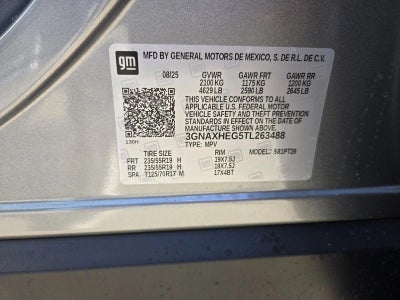 gm MFD BY GENERAL MOTORS DE MEXICO, S. DE R.L. DE C.V.
08/25 GVWR GAWR FRT GAWR RR
2100 KG 1175 KG 1200 KG
4629 LB 2590 LB 2645 LB
THIS VEHICLE CONFORMS TO ALL
APPLICABLE U.S. FEDERAL MOTOR
VEHICLE SAFETY AND THEFT PREVENTION
STANDARDS IN EFFECT ON THE DATE OF
MANUFACTURE SHOWN ABOVE.
3GNAXHEG5TL263488
TYPE: MPV MODEL:
TIRE SIZE RIM
FRT 235/55R19 H 19X7.5J
RR 235/55R19 H 19X7.5J
SPA T125/70R17 M 17X4BT